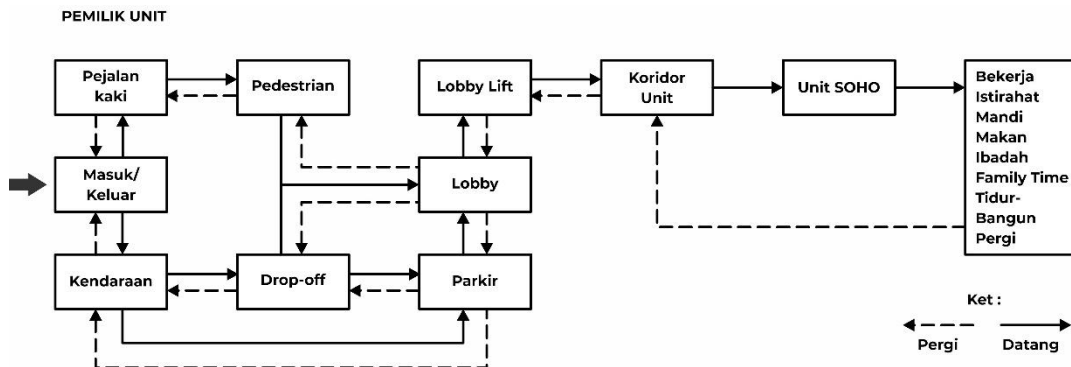 PEMILIK UNIT
Pejalan
kaki
Pedestrian
Lobby Lift
Koridor
Unit
Unit SOHO
Bekerja
Istirahat
Mandi
Makan
Ibadah
Family Time
Tidur-
Bangun
Pergi
Masuk/
Keluar
Lobby
Kendaraan
Drop-off
Parkir
Ket :
Pergi
Datang